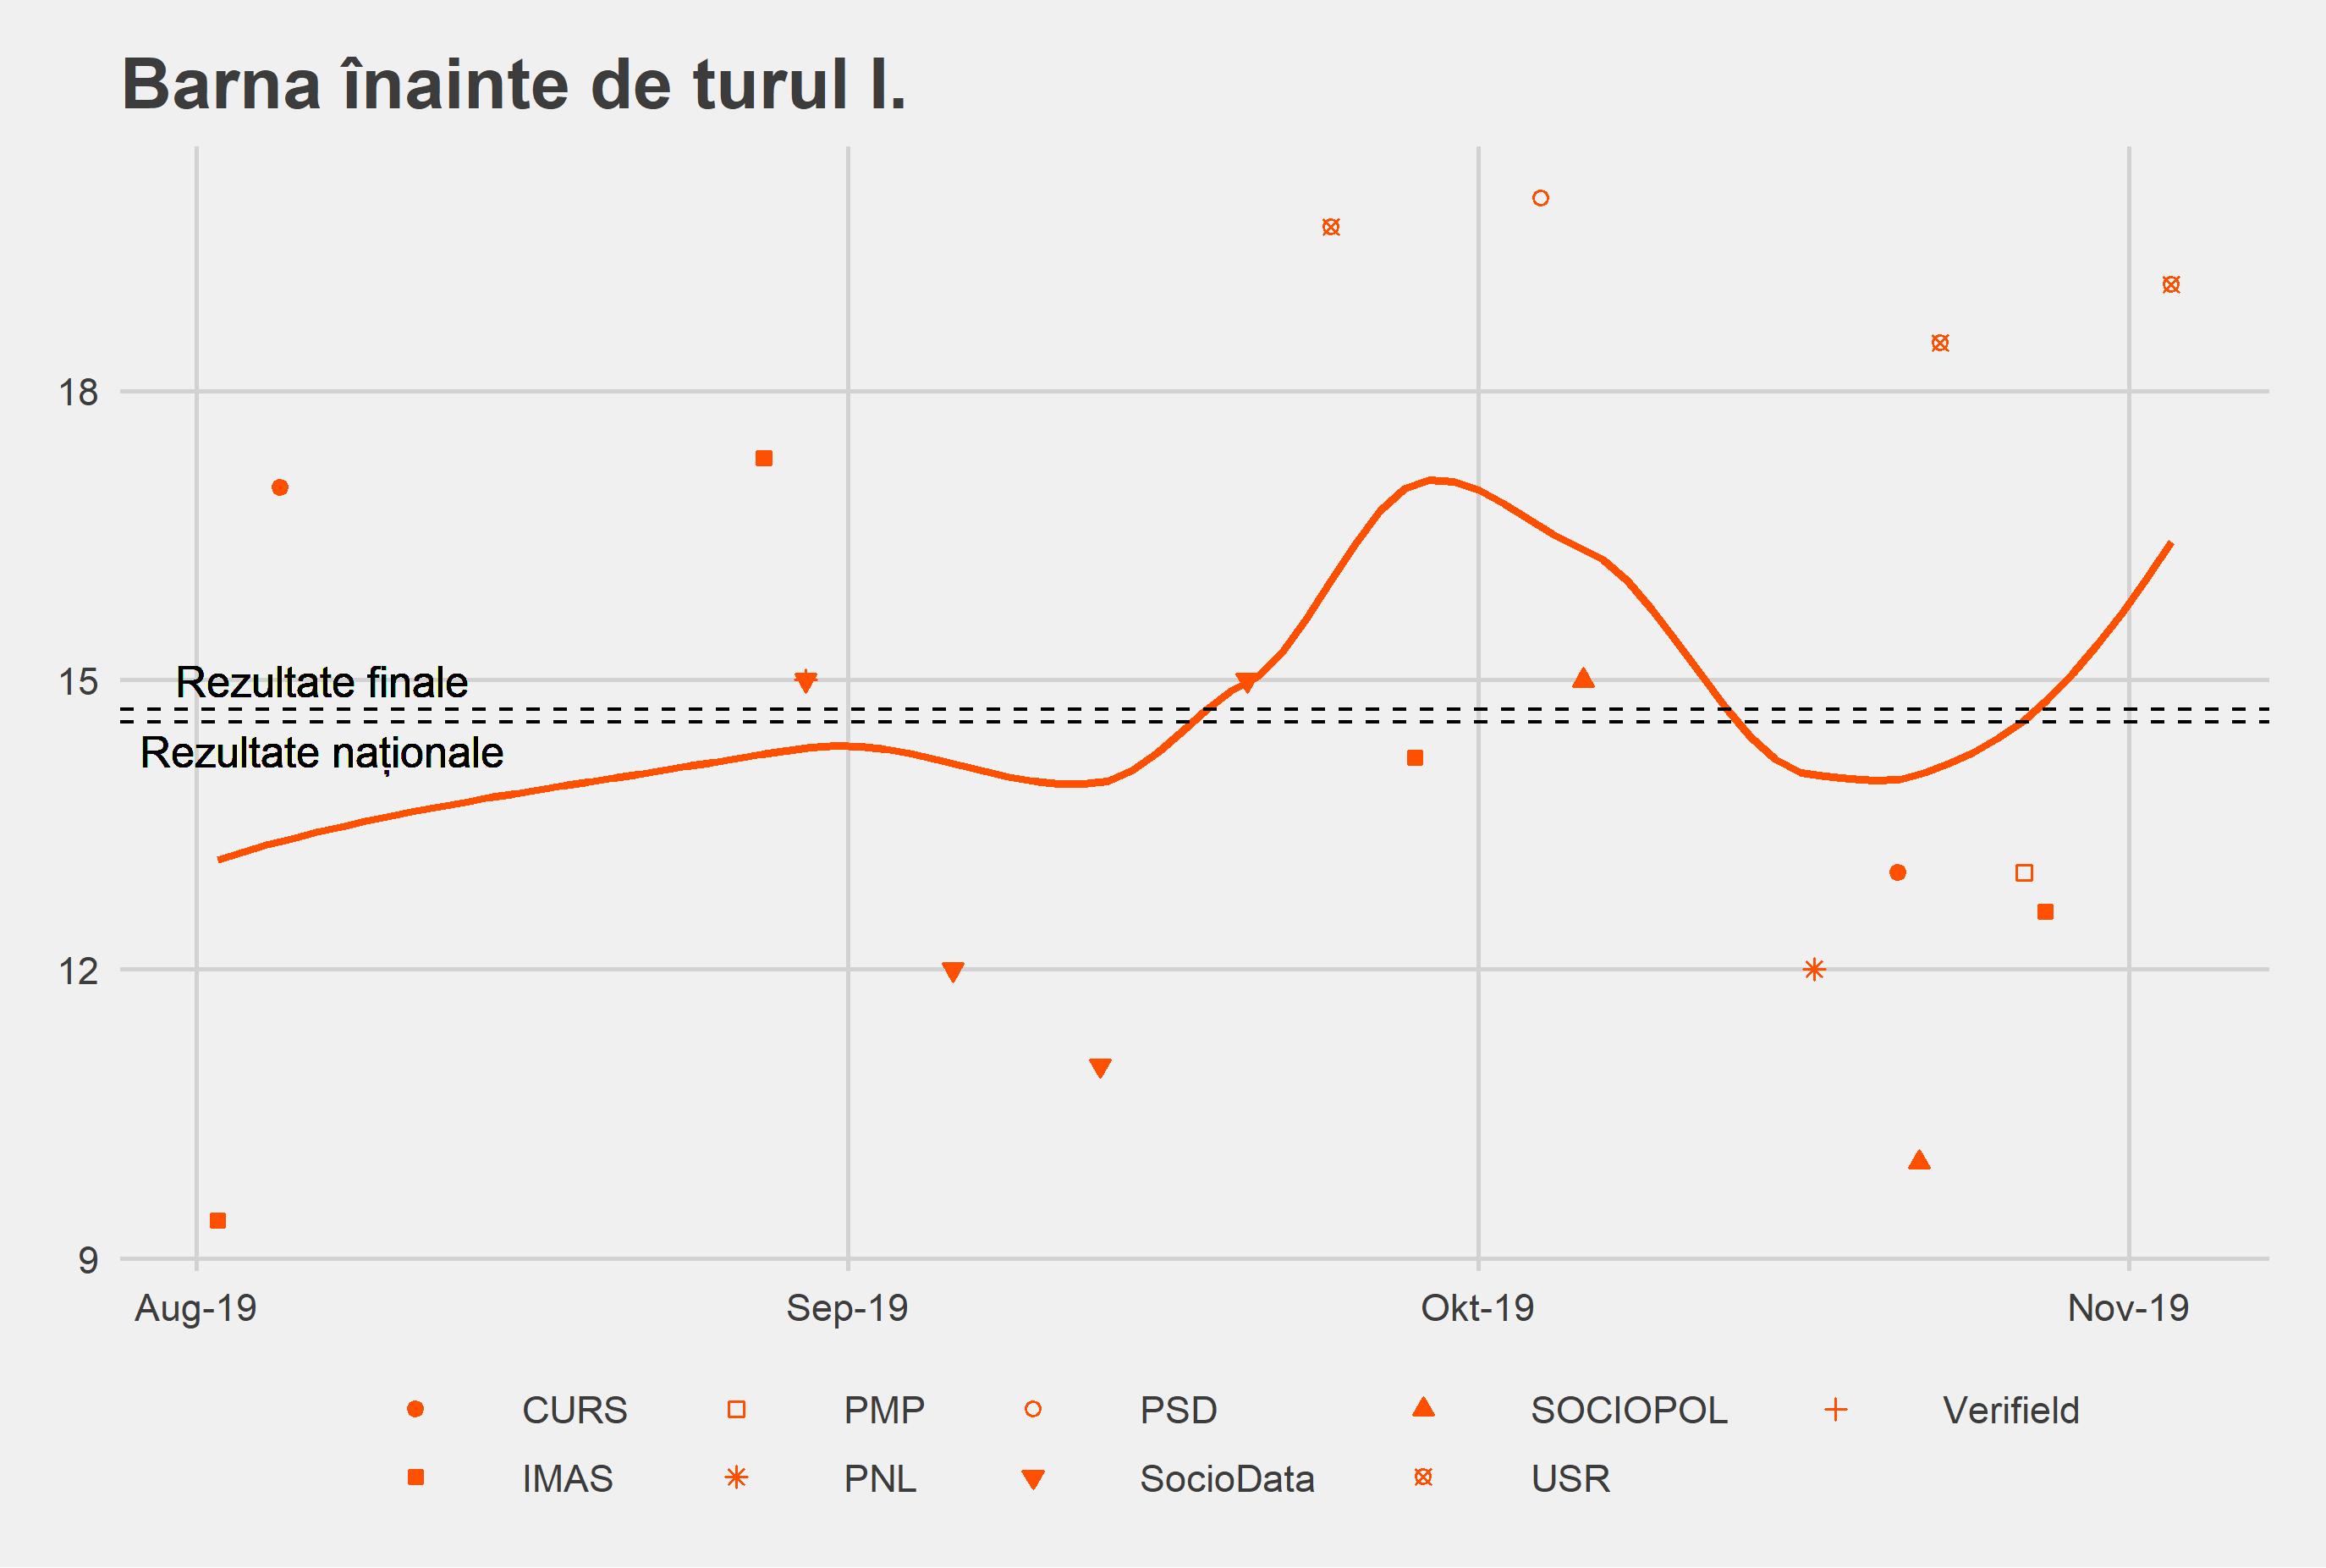 Barna înainte de turul I.
18
15
12
9
Rezultate finale
Rezultate naționale
Aug-19 Sep-19 Okt-19 Nov-19
CURS PMP PSD SOCIOPOL Verifield
IMAS PNL SocioData USR